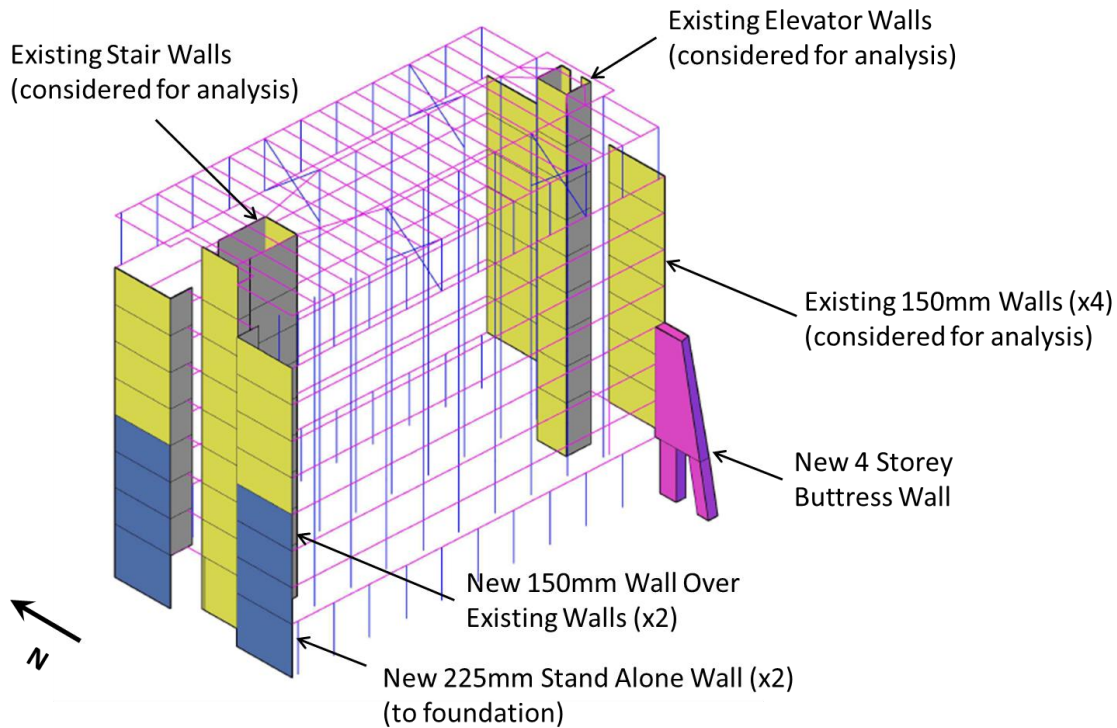 Existing Stair Walls
(considered for analysis)
Existing Elevator Walls
(considered for analysis)
Existing 150mm Walls (x4)
(considered for analysis)
New 4 Storey
Buttress Wall
New 150mm Wall Over
Existing Walls (x2)
New 225mm Stand Alone Wall (x2)
(to foundation)
N